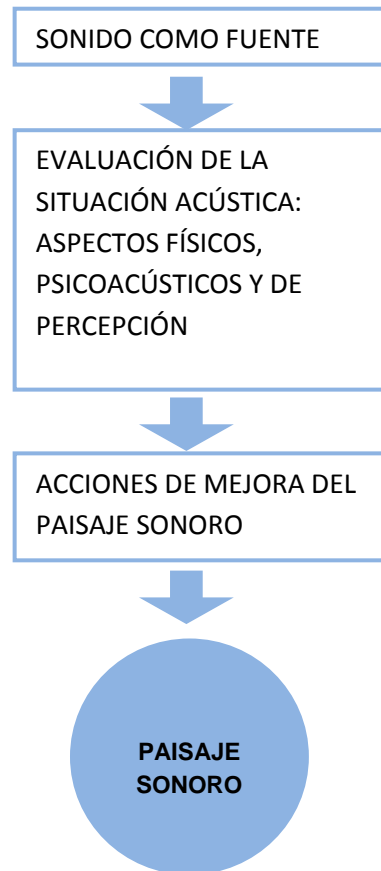 SONIDO COMO FUENTE
EVALUACIÓN DE LA
SITUACIÓN ACÚSTICA:
ASPECTOS FÍSICOS,
PSICOACÚSTICOS Y DE
PERCEPCIÓN
ACCIONES DE MEJORA DEL
PAISAJE SONORO
PAISAJE
SONORO